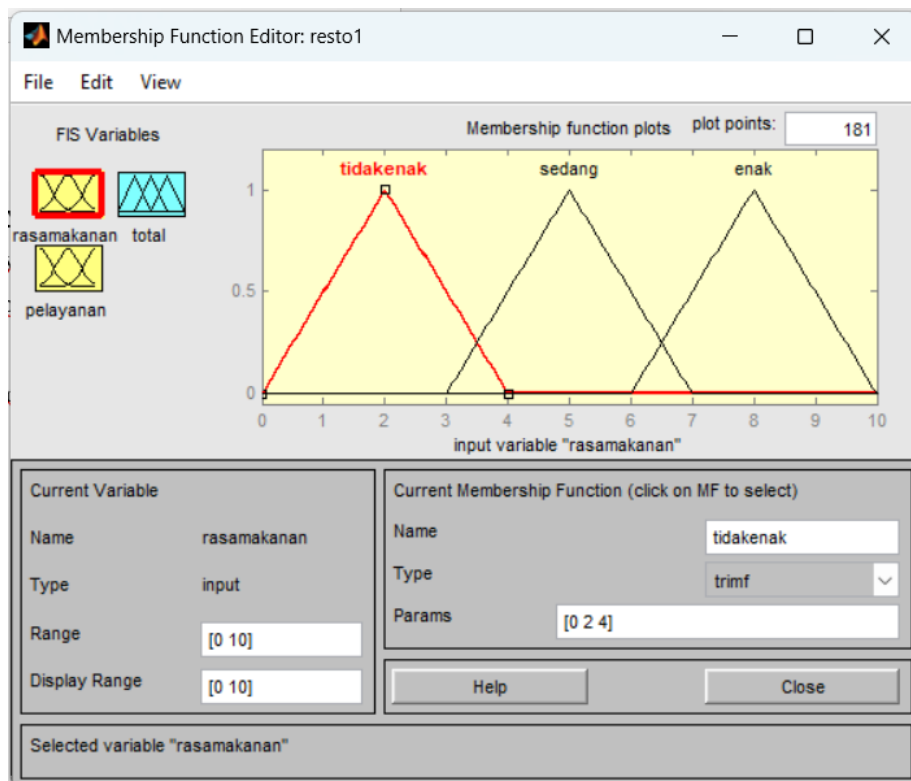 Membership Function Editor: resto1
File Edit View
FIS Variables
rasamakanan total
pelayanan
Membership function plots plot points: 181
tidakenak sedang enak
1
0.5
0
0 1 2 3 4 5 6 7 8 9 10
input variable "rasamakanan"
Current Variable
Name rasamakanan
Type input
Range [0 10]
Display Range [0 10]
Current Membership Function (click on MF to select)
Name tidakenak
Type trimf
Params [0 2 4]
Help Close
Selected variable "rasamakanan"